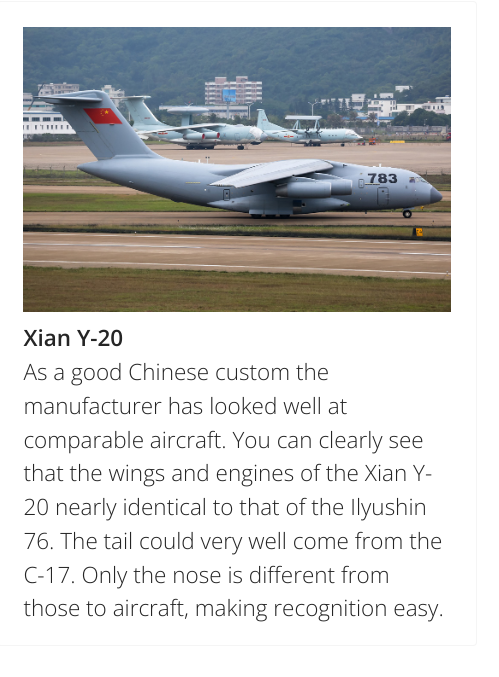 783
Xian Y-20
As a good Chinese custom the
manufacturer has looked well at
comparable aircraft. You can clearly see
that the wings and engines of the Xian Y-
20 nearly identical to that of the Ilyushin
76. The tail could very well come from the
C-17. Only the nose is different from
those to aircraft, making recognition easy.